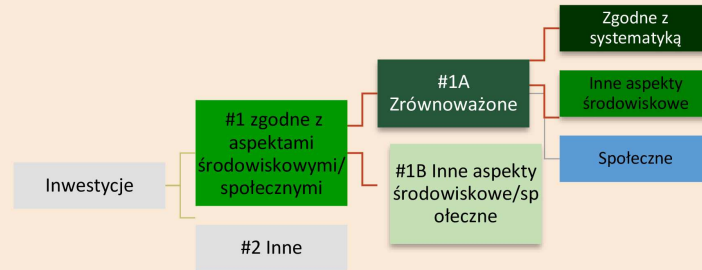 Inwestycje
#1 zgodne z
aspektami
środowiskowymi/
społecznymi
#2 Inne
#1A
Zrównoważone
#1B Inne aspekty
środowiskowe/sp
ołeczne
Zgodne z
systematyką
Inne aspekty
środowiskowe
Społeczne